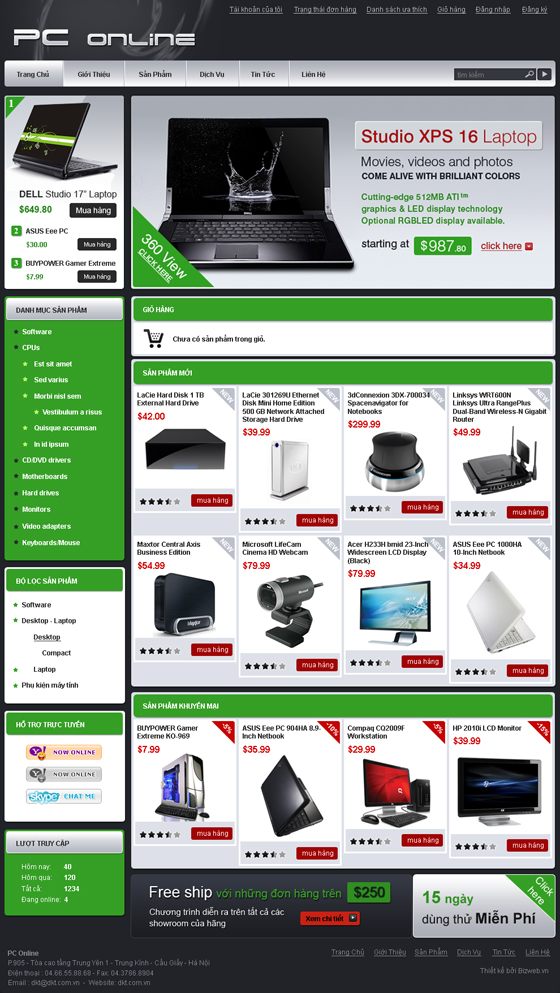 Tài khoản của tôi Trạng thái đơn hàng Danh sách ưa thích Giỏ hàng Đăng nhập Đăng ký
PC Online
Trang Chủ Giới Thiệu Sản Phẩm Dịch Vụ Tin Tức Liên Hệ
tìm kiếm
1
DELL Studio 17" Laptop
$649.80 Mua hàng
2 ASUS Eee PC
$30.00 Mua hàng
3 BUYPOWER Gamer Extreme
$7.99 Mua hàng
Studio XPS 16 Laptop
Movies, videos and photos
COME ALIVE WITH BRILLIANT COLORS
Cutting-edge 512MB ATI™
graphics & LED display technology
Optional RGBLED display available.
starting at $987.80 click here
360 View
CLICK HERE
DANH MỤC SẢN PHẨM
Software
CPUs
Est sit amet
Sed varius
Morbi nisl sem
Vestibulum a risus
Quisque accumsan
In id ipsum
CD/DVD drivers
Motherboards
Hard drives
Monitors
Video adapters
Keyboards/Mouse
BỘ LỌC SẢN PHẨM
Software
Desktop - Laptop
Desktop
Compact
Laptop
Phụ kiện máy tính
HỖ TRỢ TRỰC TUYẾN
NOW ONLINE
NOW ONLINE
skype CHAT ME
LƯỢT TRUY CẬP
Hôm nay: 40
Hôm qua: 120
Tất cả: 1234
Đang online: 4
GIỎ HÀNG
Chưa có sản phẩm trong giỏ.
SẢN PHẨM MỚI
LaCie Hard Disk 1 TB
External Hard Drive
$42.00
NEW
mua hàng
LaCie 301269U Ethernet
Disk Mini Home Edition
500 GB Network Attached
Storage Hard Drive
$39.99
NEW
mua hàng
3dConnexion 3DX-700034
Spacenavigator for
Notebooks
$299.99
NEW
mua hàng
Linksys WRT600N
Linksys Ultra RangePlus
Dual-Band Wireless-N Gigabit
Router
$49.99
NEW
mua hàng
Maxtor Central Axis
Business Edition
$54.99
NEW
Maxtor
mua hàng
Microsoft LifeCam
Cinema HD Webcam
$79.99
NEW
mua hàng
Acer H233H bmid 23-Inch
Widescreen LCD Display
(Black)
$79.99
NEW
mua hàng
ASUS Eee PC 1000HA
10-Inch Netbook
$34.99
NEW
mua hàng
SẢN PHẨM KHUYẾN MẠI
BUYPOWER Gamer
Extreme KO-969
$7.99
-5%
mua hàng
ASUS Eee PC 904HA 8.9-
Inch Netbook
$35.99
-10%
mua hàng
Compaq CQ2009F
Workstation
$29.99
-5%
mua hàng
HP 2010i LCD Monitor
$39.99
-15%
mua hàng
Free ship với những đơn hàng trên $250
Chương trình diễn ra trên tất cả các
showroom của hãng
Xem chi tiết
15 ngày
dùng thử Miễn Phí
Click
here
PC Online
P.905 - Tòa cao tầng Trung Yên 1 - Trung Kính - Cầu Giấy - Hà Nội
Điện thoại : 04.66.55.88.68 - Fax: 04.3786.8904
Email : dkt@dkt.com.vn - Website: dkt.com.vn
Trang Chủ Giới Thiệu Sản Phẩm Dịch Vụ Tin Tức Liên Hệ
Thiết kế bởi Bizweb.vn